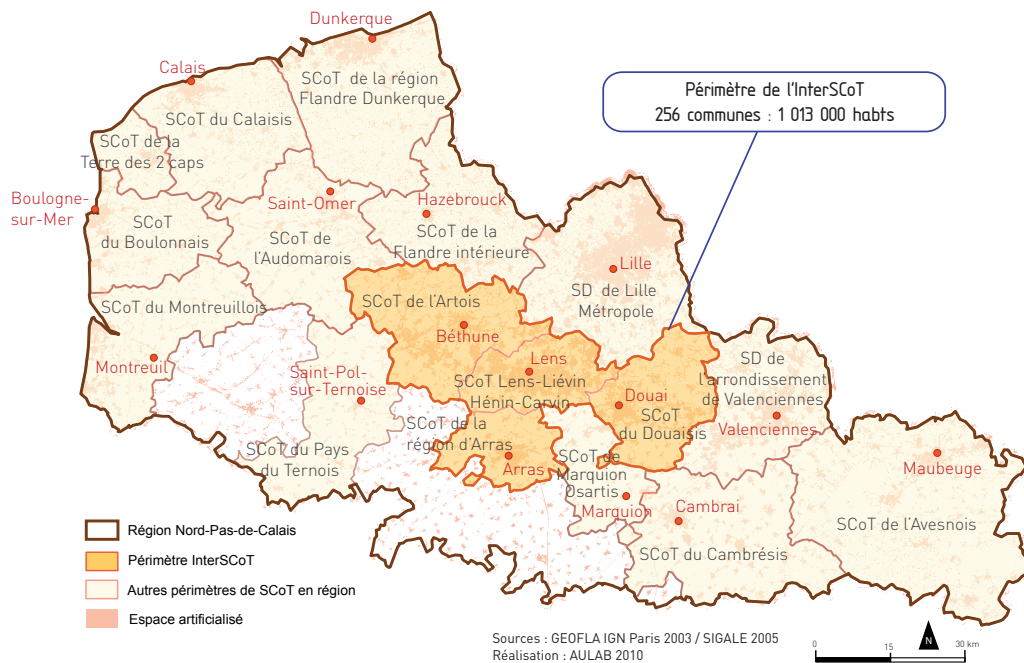 Dunkerque
Calais
SCoT de la région
Flandre Dunkerque
Périmètre de l'InterSCoT
256 communes : 1 013 000 habts
SCoT du Calaisis
SCoT de la
Terre des 2 caps
Boulogne-
sur-Mer
Saint-Omer
Hazebrouck
SCoT
du Boulonnais
SCoT de
l'Audomarois
SCoT de la
Flandre intérieure
Lille
SD de Lille
Métropole
SCoT du Montreuillois
SCoT de l'Artois
Béthune
Montreuil
Saint-Pol-
sur-Ternoise
Lens
SCoT Lens-Liévin
Hénin-Carvin
Douai
SCoT
du Douaisis
SD de
l'arrondissement
de Valenciennes
Valenciennes
SCoT du Pays
du Ternois
SCoT de la
région d'Arras
Arras
SCoT de
Marquion
Osartis
Marquion
Cambrai
SCoT du Cambrésis
Maubeuge
SCoT de l'Avesnois
Région Nord-Pas-de-Calais
Périmètre InterSCoT
Autres périmètres de SCoT en région
Espace artificialisé
Sources : GEOFLA IGN Paris 2003 / SIGALE 2005
Réalisation : AULAB 2010
N
0 15 30 km